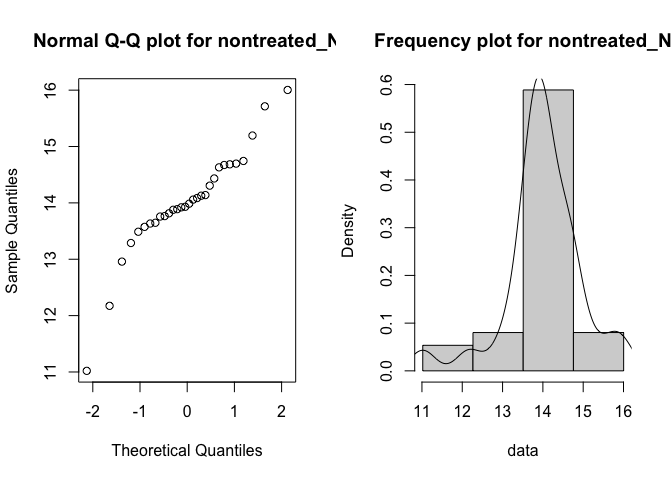 Normal Q-Q plot for nontreated_N
Sample Quantiles
16
15
14
13
12
11
-2 -1 0 1 2
Theoretical Quantiles
Frequency plot for nontreated_N
Density
0.6
0.5
0.4
0.3
0.2
0.1
0.0
11 12 13 14 15 16
data